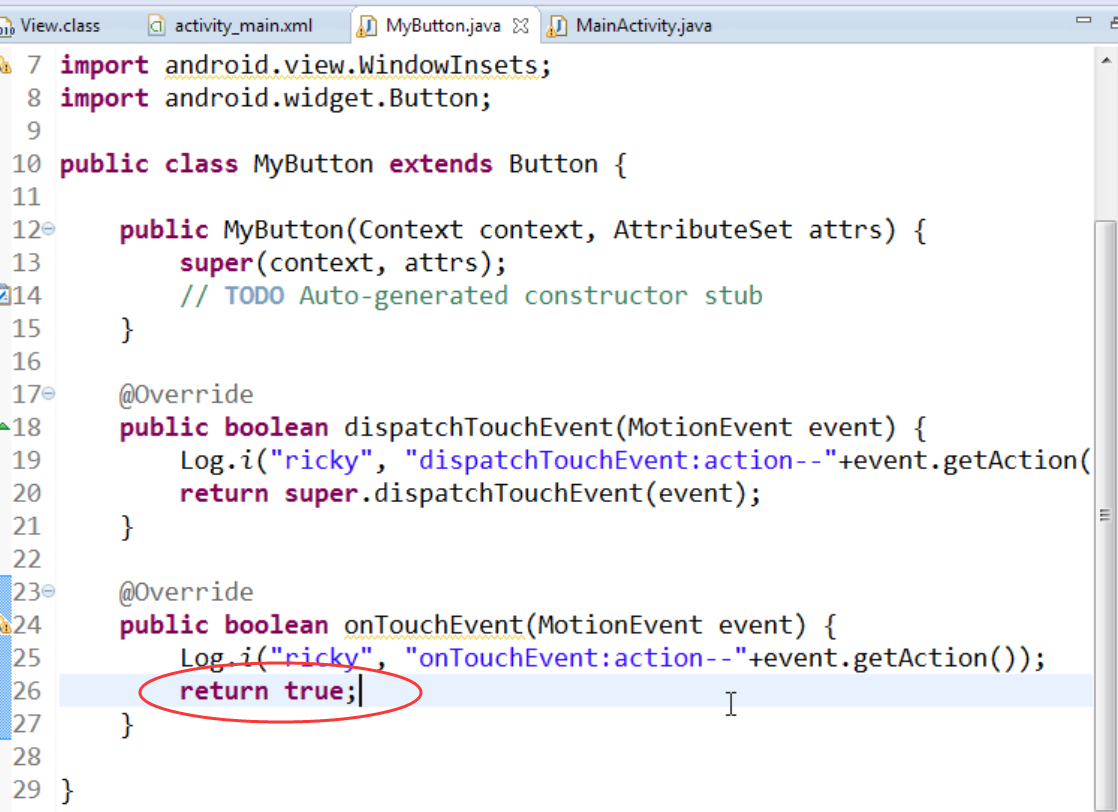 View.class activity_main.xml MyButton.java MainActivity.java
7 import android.view.WindowInsets;
8 import android.widget.Button;
9
10 public class MyButton extends Button {
11
12 public MyButton(Context context, AttributeSet attrs) {
13 super(context, attrs);
14 // TODO Auto-generated constructor stub
15 }
16
17 @Override
18 public boolean dispatchTouchEvent(MotionEvent event) {
19 Log.i("ricky", "dispatchTouchEvent:action--"+event.getAction(
20 return super.dispatchTouchEvent(event);
21 }
22
23 @Override
24 public boolean onTouchEvent(MotionEvent event) {
25 Log.i("ricky", "onTouchEvent:action--"+event.getAction());
26 return true;
27 }
28
29 }